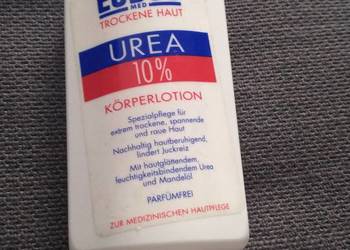 MED
TROCKENE HAUT
UREA
10%
KÖRPERLOTION
Spezialpflege für
extrem trockene, spannende
und raue Haut
Nachhaltig hautberuhigend,
lindert Juckreiz
Mit hautglättendem,
feuchtigkeitsbindendem Urea
und Mandelöl
PARFÜMFREI
ZUR MEDIZINISCHEN HAUTPFLEGE